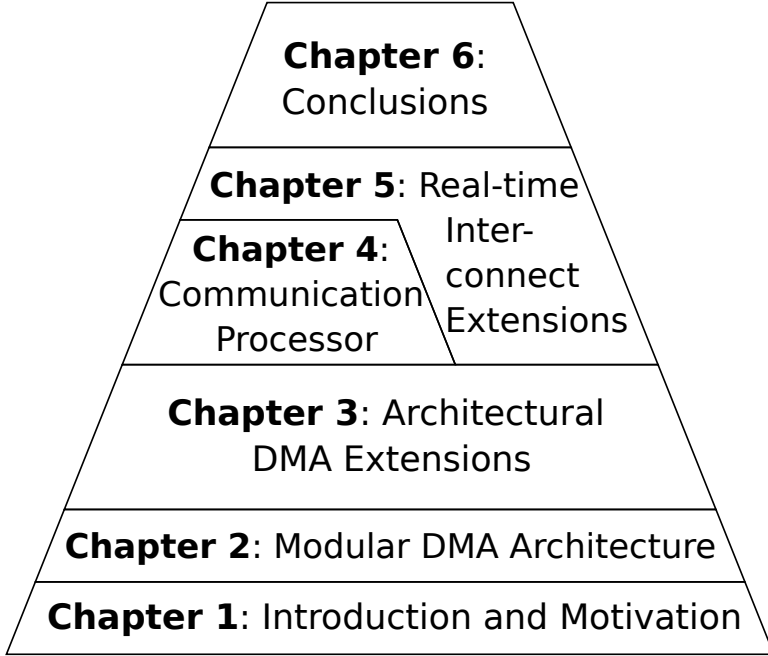 Chapter 6:
Conclusions
Chapter 5: Real-time
Inter-
connect
Extensions
Chapter 4:
Communication
Processor
Chapter 3: Architectural
DMA Extensions
Chapter 2: Modular DMA Architecture
Chapter 1: Introduction and Motivation